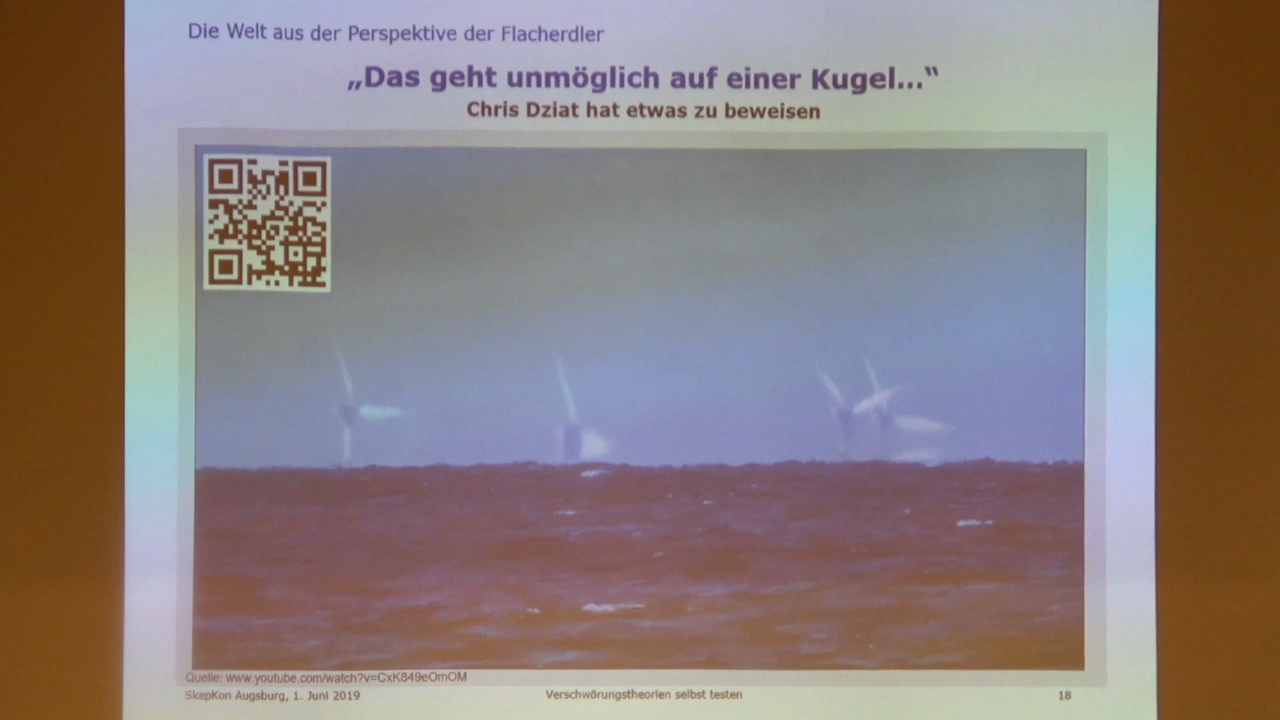 Die Welt aus der Perspektive der Flacherdler
„Das geht unmöglich auf einer Kugel...“
Chris Dziat hat etwas zu beweisen
Quelle: www.youtube.com/watch?v=CxK849eOmOM
SkepKon Augsburg, 1. Juni 2019 Verschwörungstheorien selbst testen 18